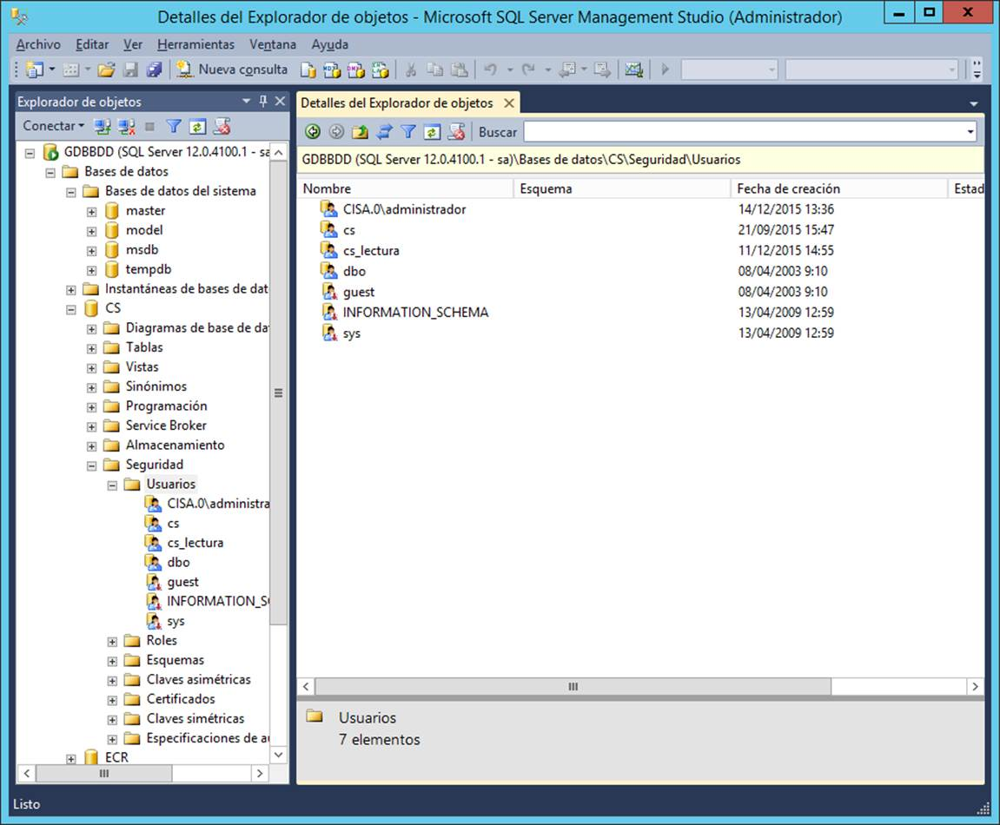 Detalles del Explorador de objetos - Microsoft SQL Server Management Studio (Administrador)
Archivo Editar Ver Herramientas Ventana Ayuda
Nueva consulta
Explorador de objetos
Conectar
GDBBDD (SQL Server 12.0.4100.1 - sa
Bases de datos
Bases de datos del sistema
master
model
msdb
tempdb
Instantáneas de bases de dat
CS
Diagramas de base de da
Tablas
Vistas
Sinónimos
Programación
Service Broker
Almacenamiento
Seguridad
Usuarios
CISA.0\administra
cs
cs_lectura
dbo
guest
INFORMATION_S
sys
Roles
Esquemas
Claves asimétricas
Certificados
Claves simétricas
Especificaciones de a
ECR
Detalles del Explorador de objetos
Buscar
GDBBDD (SQL Server 12.0.4100.1 - sa)\Bases de datos\CS\Seguridad\Usuarios
Nombre Esquema Fecha de creación Estad
CISA.0\administrador 14/12/2015 13:36
cs 21/09/2015 15:47
cs_lectura 11/12/2015 14:55
dbo 08/04/2003 9:10
guest 08/04/2003 9:10
INFORMATION_SCHEMA 13/04/2009 12:59
sys 13/04/2009 12:59
Usuarios
7 elementos
Listo